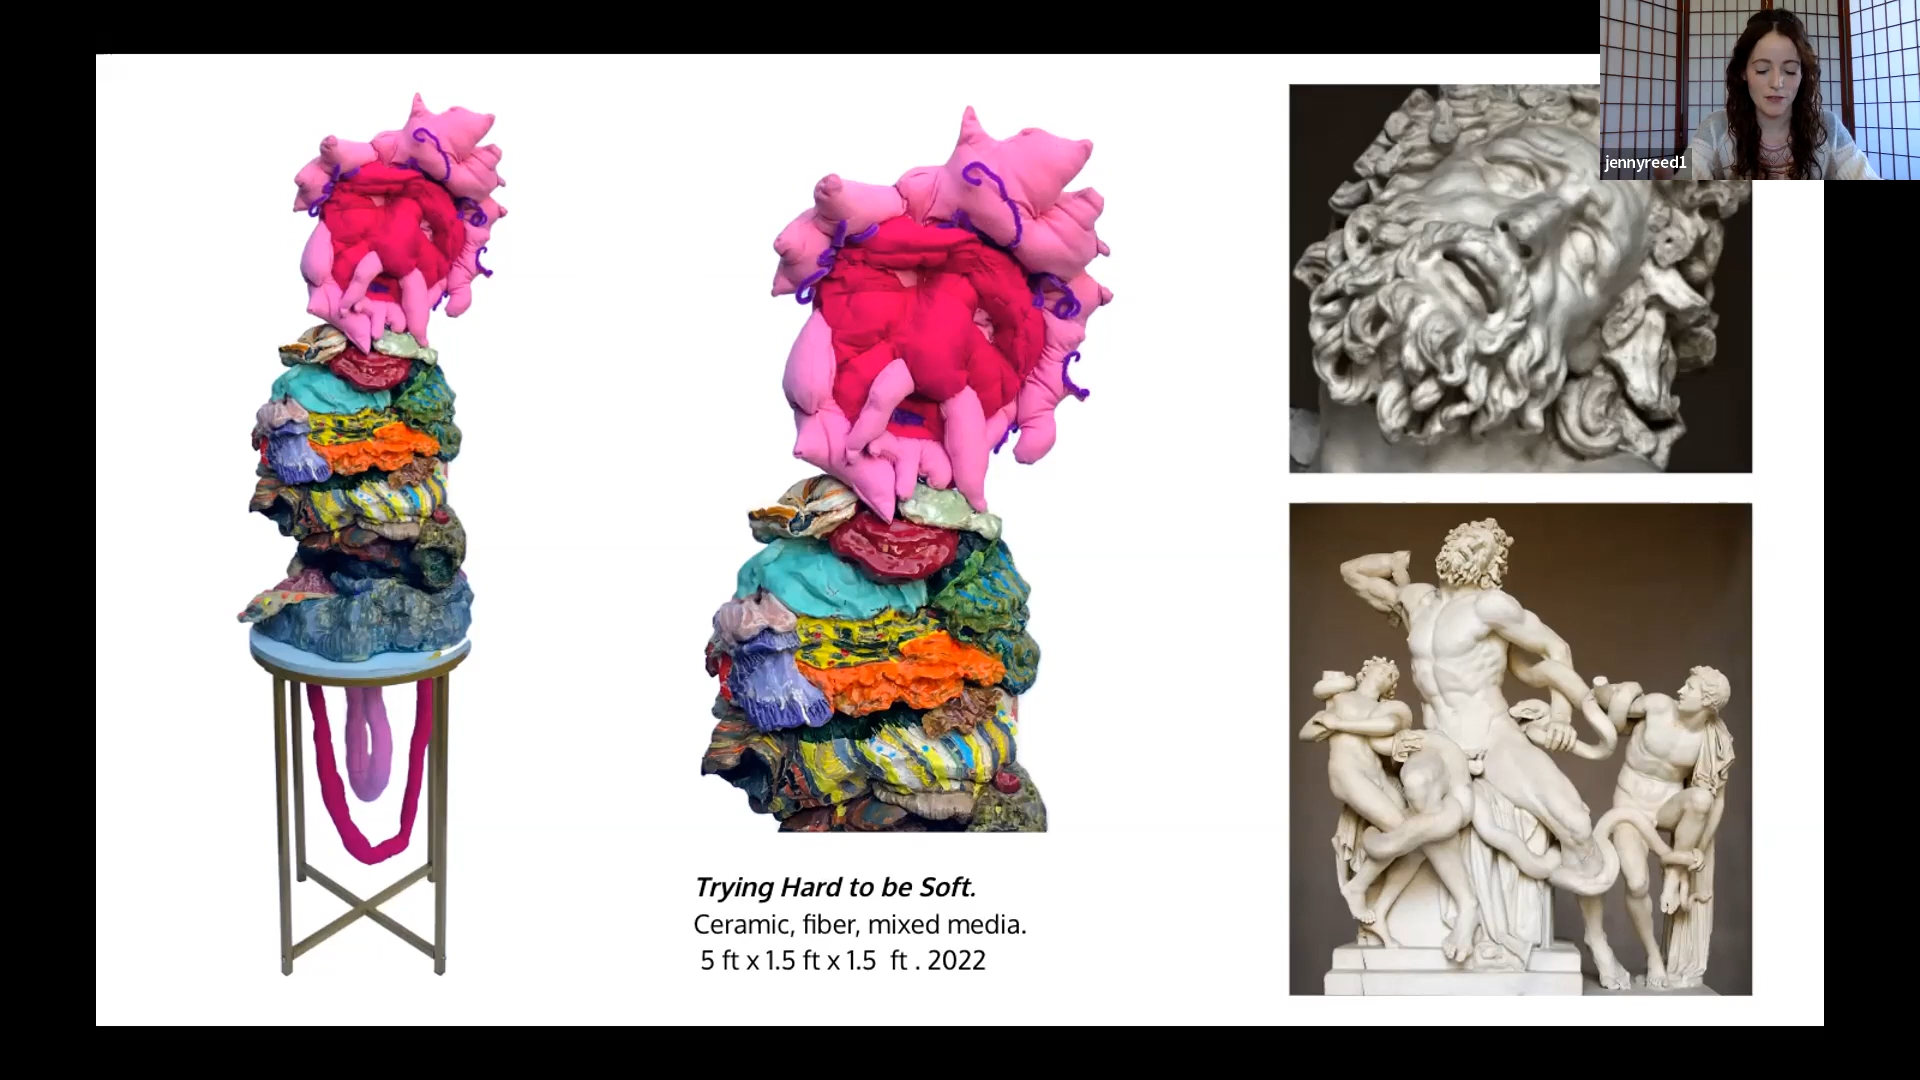 jennyreed1
Trying Hard to be Soft.
Ceramic, fiber, mixed media.
5 ft x 1.5 ft x 1.5  ft . 2022